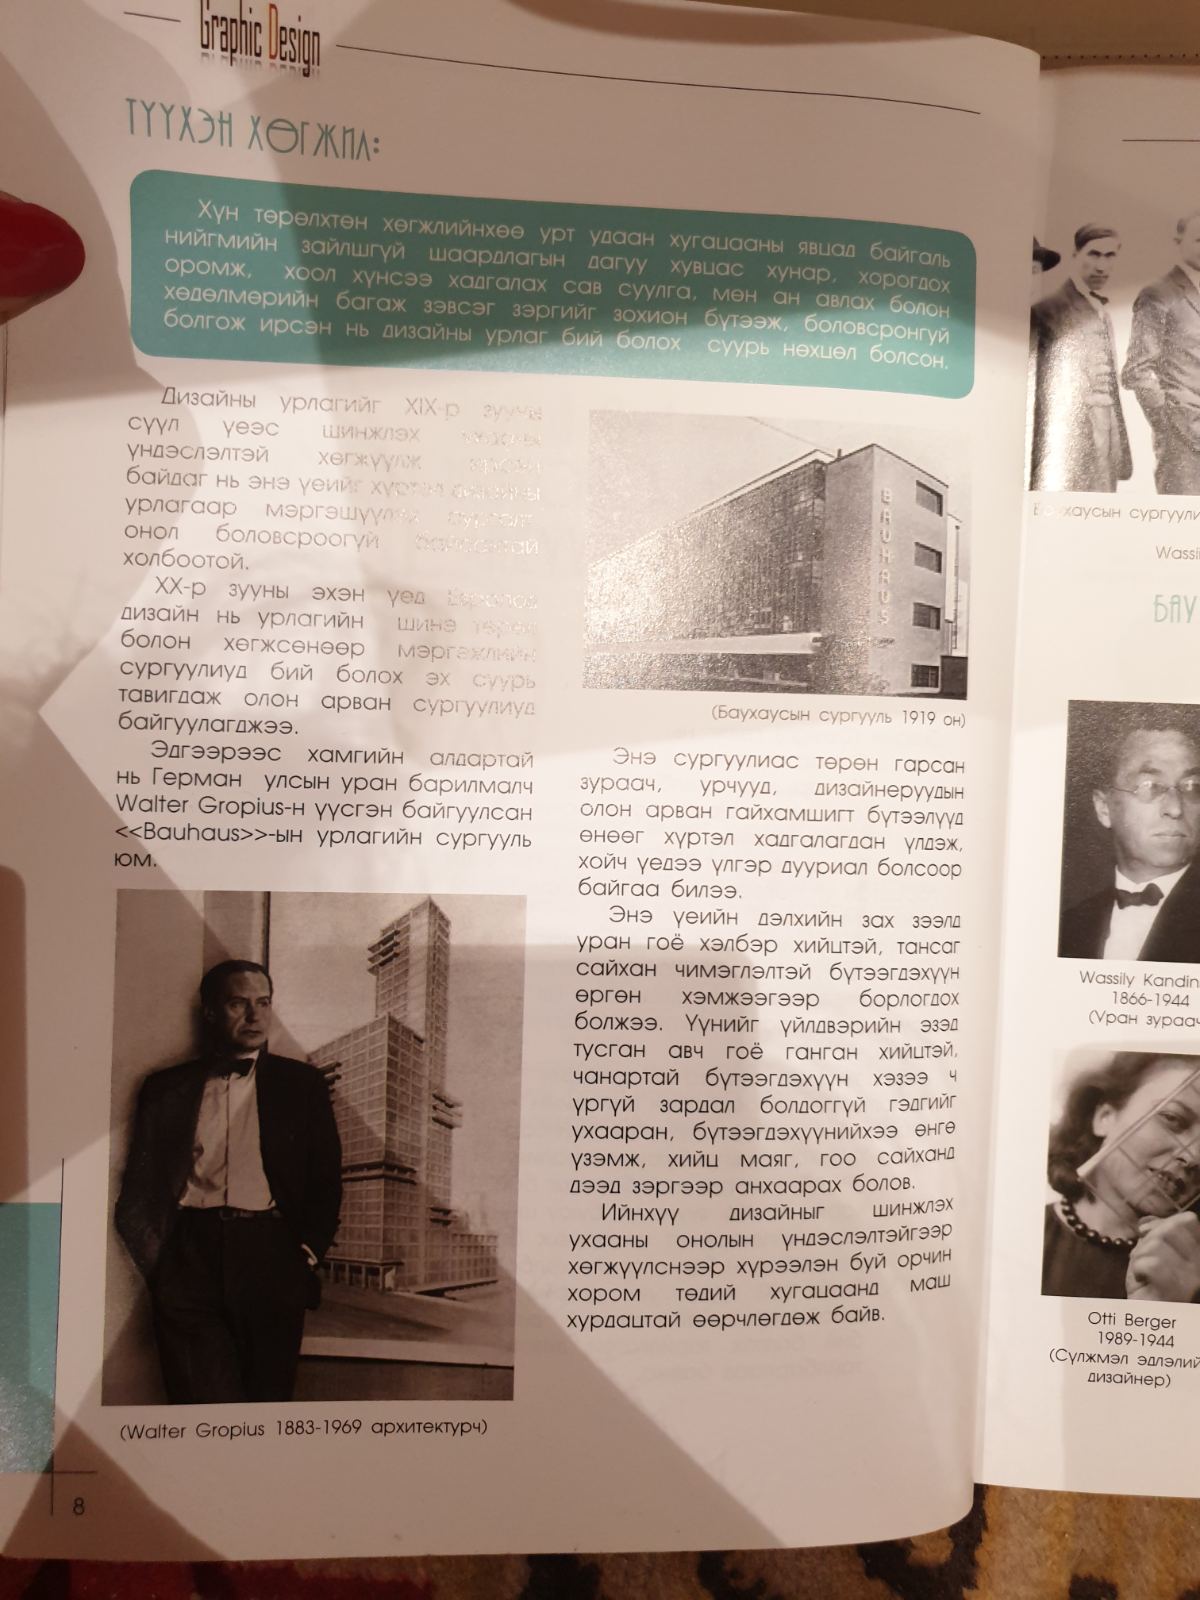 Graphic Design
ТҮҮХЭН ХӨГЖИЛ:
Хүн төрөлхтөн хөгжлийнхөө урт удаан хугацааны явцад байгаль
нийгмийн зайлшгүй шаардлагын дагуу хувцас хунар, хорогдох
оромж, хоол хүнсээ хадгалах сав суулга, мөн ан авлах болон
хөдөлмөрийн багаж зэвсэг зэргийг зохион бүтээж, боловсронгуй
болгож ирсэн нь дизайны урлаг бий болох суурь нөхцөл болсон.
Дизайны урлагийг XIX-р зууны
сүүл үеэс шинжлэх ухааны
үндэслэлтэй хөгжүүлж ирсэн
байдаг нь энэ үеийг хүртэл дизайны
урлагаар мэргэшүүлэх сургалт,
онол боловсроогүй байсантай
холбоотой.
XX-р зууны эхэн үед Европод
дизайн нь урлагийн шинэ төрөл
болон хөгжсөнөөр мэргэжлийн
сургуулиуд бий болох эх суурь
тавигдаж олон арван сургуулиуд
байгуулагджээ.
Эдгээрээс хамгийн алдартай
нь Герман улсын уран барилмалч
Walter Gropius-н үүсгэн байгуулсан
<<Bauhaus>>-ын урлагийн сургууль
юм.
(Walter Gropius 1883-1969 архитектурч)
8
BAUHAUS
(Баухаусын сургууль 1919 он)
Энэ сургуулиас төрөн гарсан
зураач, урчууд, дизайнеруудын
олон арван гайхамшигт бүтээлүүд
өнөөг хүртэл хадгалагдан үлдэж,
хойч үедээ үлгэр дууриал болсоор
байгаа билээ.
Энэ үеийн дэлхийн зах зээлд
уран гоё хэлбэр хийцтэй, тансаг
сайхан чимэглэлтэй бүтээгдэхүүн
өргөн хэмжээгээр борлогдох
болжээ. Үүнийг үйлдвэрийн эзэд
тусган авч гоё ганган хийцтэй,
чанартай бүтээгдэхүүн хэзээ ч
үргүй зардал болдоггүй гэдгийг
ухааран, бүтээгдэхүүнийхээ өнгө
үзэмж, хийц маяг, гоо сайханд
дээд зэргээр анхаарах болов.
Ийнхүү дизайныг шинжлэх
ухааны онолын үндэслэлтэйгээр
хөгжүүлснээр хүрээлэн буй орчин
хором төдий хугацаанд маш
хурдацтай өөрчлөгдөж байв.
сургуули
Wassi
БАУ
Wassily Kandin
1866-1944
(Уран зураач
Otti Berger
1989-1944
(Сүлжмэл эдлэлий
дизайнер)